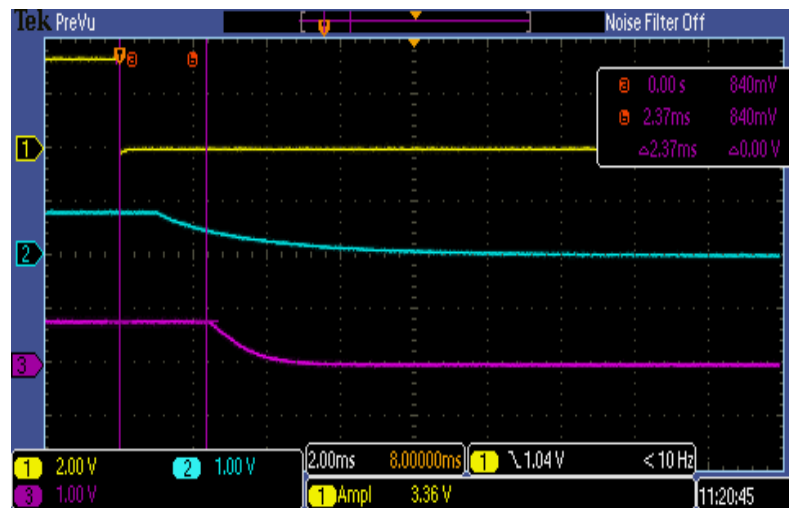 Tek PreVu Noise Filter Off
T
a b
a 0.00 s 840mV
b 2.37ms 840mV
△2.37ms △0.00 V
1
2
3
1 2.00 V 2 1.00 V
3 1.00 V
2.00ms 8.00000ms
1 1.04 V < 10 Hz
1 Ampl 3.36 V
11:20:45